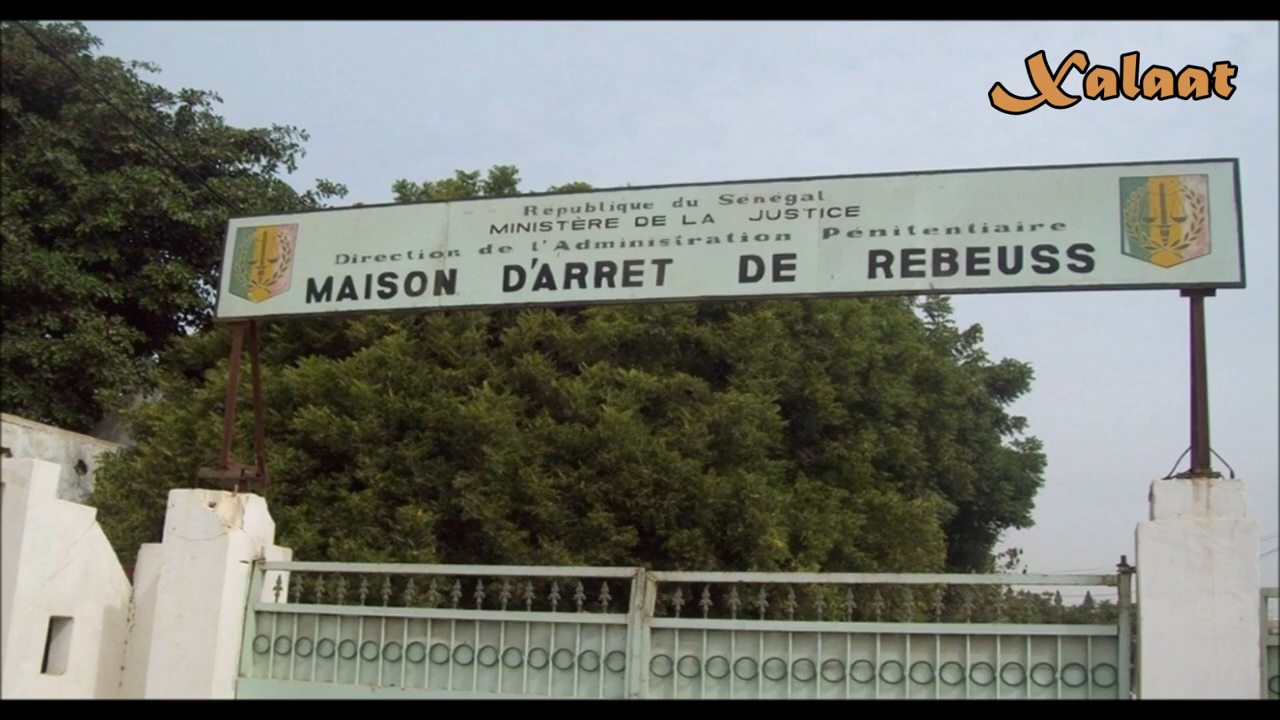 Xalaat
République du Sénégal
MINISTÈRE DE LA JUSTICE
Direction de l'Administration Pénitentiaire
MAISON D'ARRET DE REBEUSS